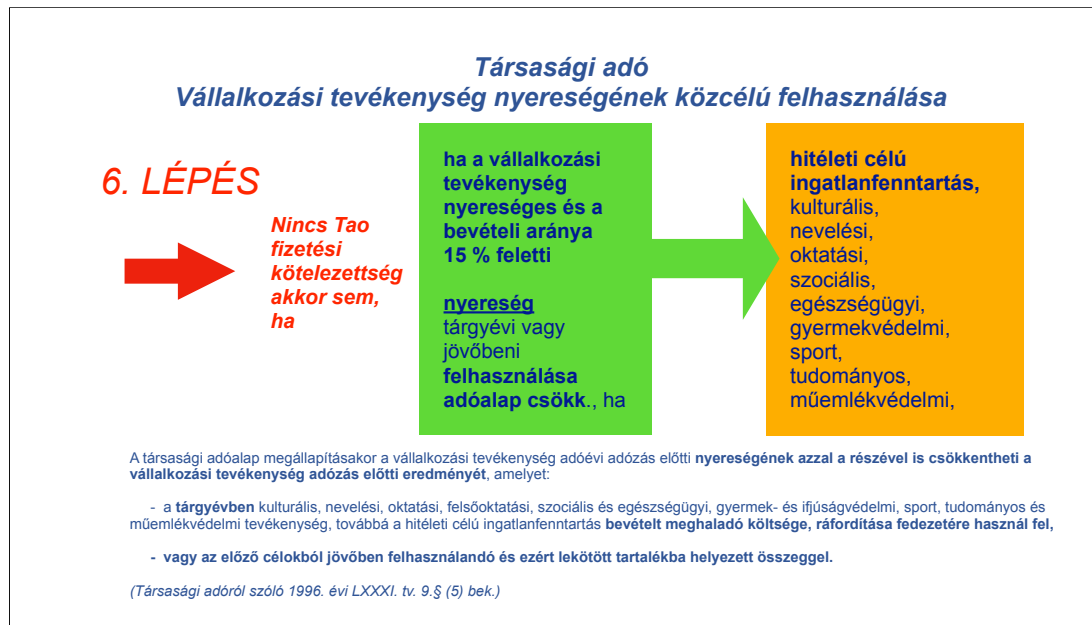 Társasági adó
Vállalkozási tevékenység nyereségének közcélú felhasználása
6. LÉPÉS
Nincs Tao
fizetési
kötelezettség
akkor sem,
ha
ha a vállalkozási
tevékenység
nyereséges és a
bevételi aránya
15 % feletti
nyereség
tárgyévi vagy
jövőbeni
felhasználása
adóalap csökk., ha
hitéleti célú
ingatlanfenntartás,
kulturális,
nevelési,
oktatási,
szociális,
egészségügyi,
gyermekvédelmi,
sport,
tudományos,
műemlékvédelmi,
A társasági adóalap megállapításakor a vállalkozási tevékenység adóévi adózás előtti nyereségének azzal a részével is csökkentheti a
vállalkozási tevékenység adózás előtti eredményét, amelyet:
- a tárgyévben kulturális, nevelési, oktatási, felsőoktatási, szociális és egészségügyi, gyermek- és ifjúságvédelmi, sport, tudományos és
műemlékvédelmi tevékenység, továbbá a hitéleti célú ingatlanfenntartás bevételt meghaladó költsége, ráfordítása fedezetére használ fel,
- vagy az előző célokból jövőben felhasználandó és ezért lekötött tartalékba helyezett összeggel.
(Társasági adóról szóló 1996. évi LXXXI. tv. 9.§ (5) bek.)